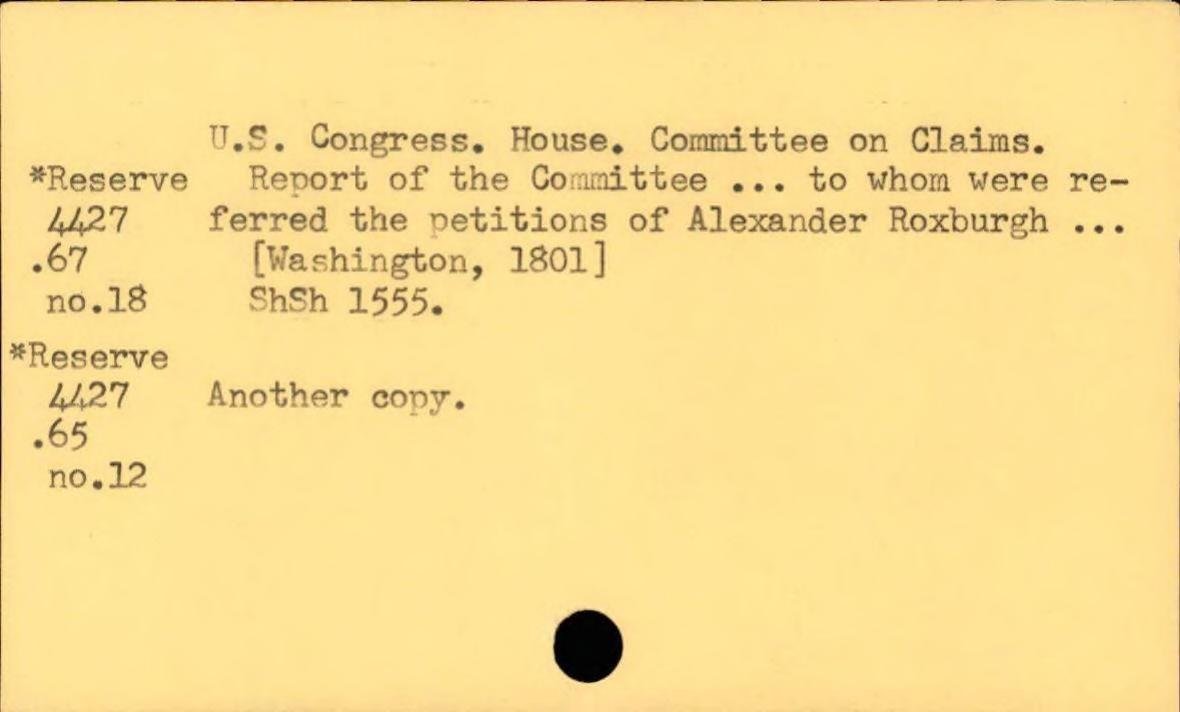 U.S. Congress. House. Committee on Claims.
*Reserve Report of the Committee ... to whom were re-
4427 ferred the petitions of Alexander Roxburgh ...
.67 [Washington, 1801]
no.18 ShSh 1555.
*Reserve
4427 Another copy.
.65
no.12